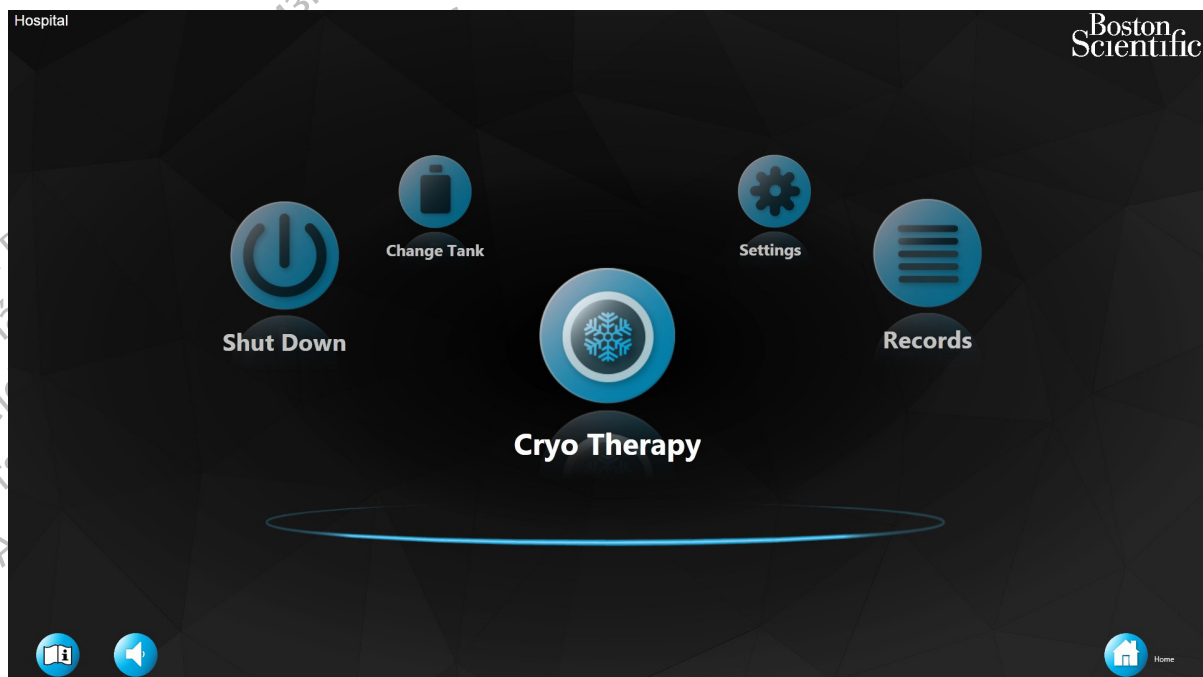 Hospital
Boston
Scientific
Change Tank
Settings
Shut Down
Records
Cryo Therapy
Home